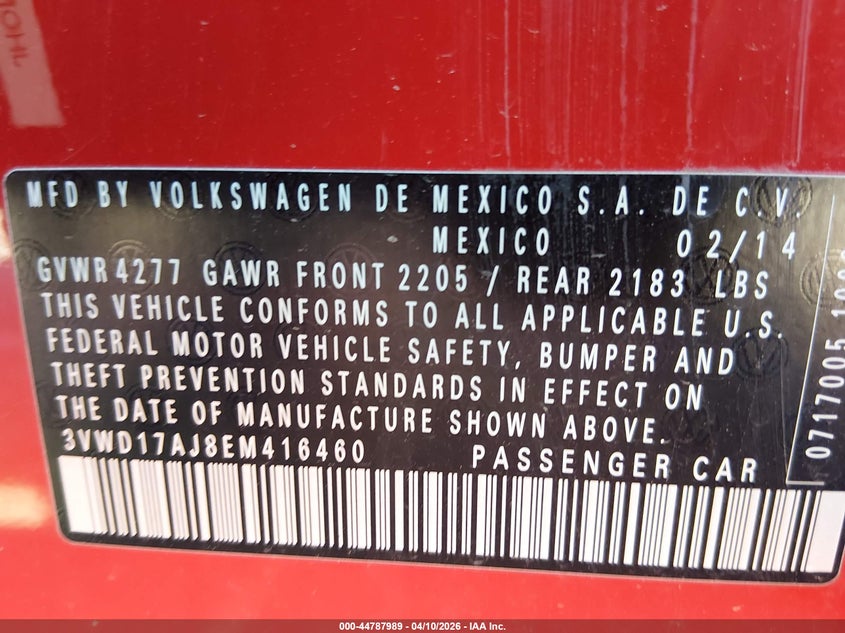 MFD BY VOLKSWAGEN DE MEXICO S.A. DE C.V.
MEXICO 02/14
GVWR 4277 GAWR FRONT 2205 / REAR 2183 LBS
THIS VEHICLE CONFORMS TO ALL APPLICABLE U.S.
FEDERAL MOTOR VEHICLE SAFETY, BUMPER AND
THEFT PREVENTION STANDARDS IN EFFECT ON
THE DATE OF MANUFACTURE SHOWN ABOVE.
3VWD17AJ8EM416460 PASSENGER CAR
0717005
000-44787989 - 04/10/2026 - IAA Inc.